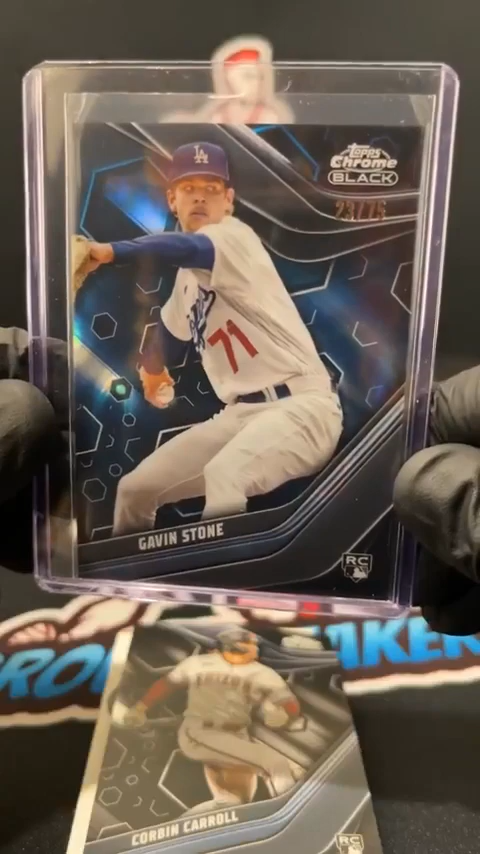 LA
Topps
Chrome
BLACK
23/75
71
GAVIN STONE
RC
CORBIN CARROLL
RC